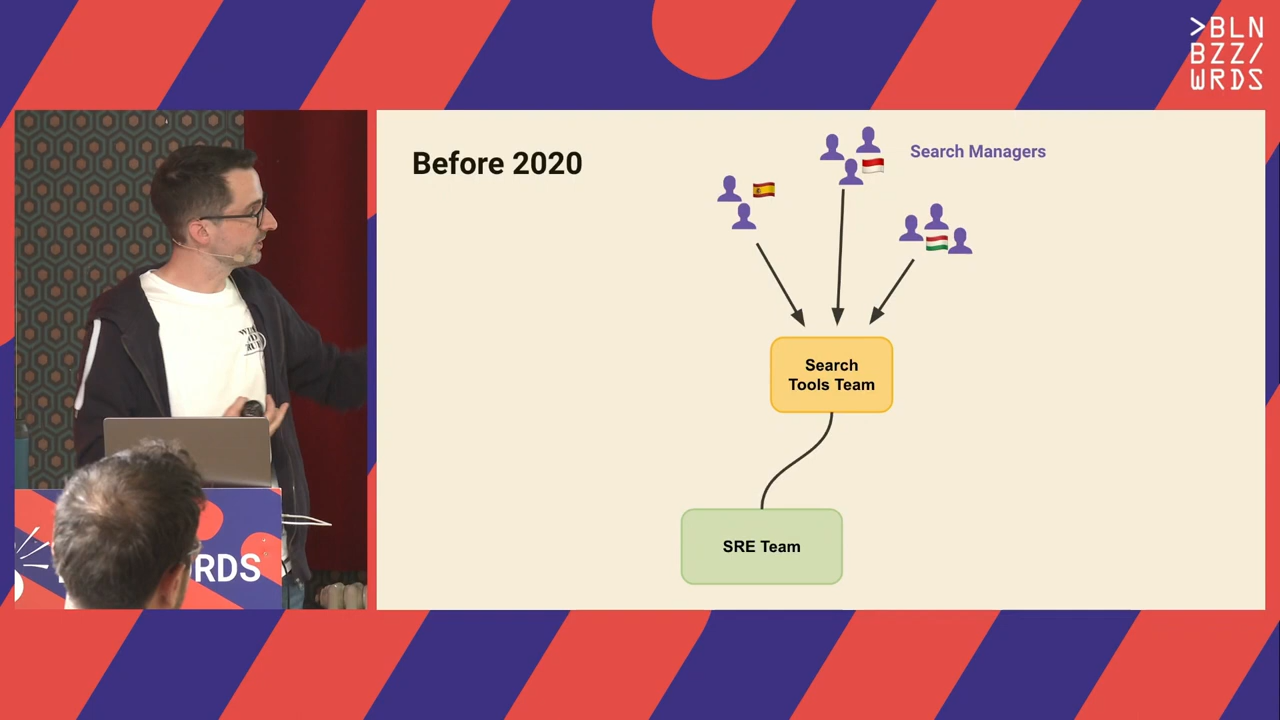 >BLN
BZZ/
WRDS
Before 2020
Search Managers
Search
Tools Team
SRE Team
RDS